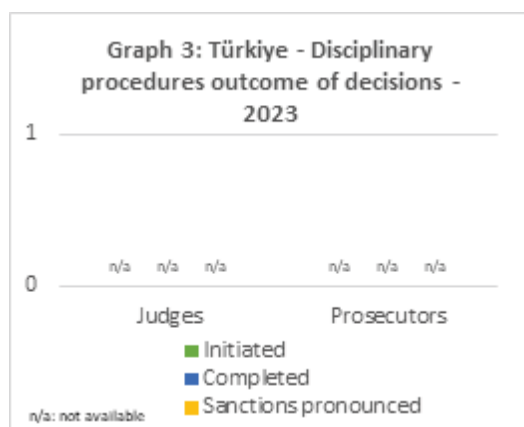 Graph 3: Türkiye - Disciplinary
procedures outcome of decisions -
2023
1
n/a n/a n/a n/a n/a n/a
0
Judges Prosecutors
Initiated
Completed
Sanctions pronounced
n/a: not available